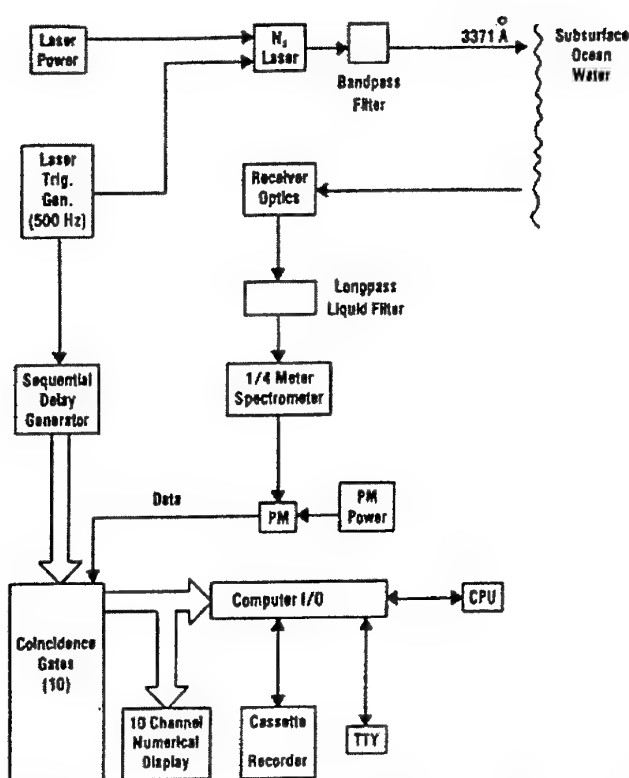 Laser
Power
N₂
Laser
Bandpass
Filter
3371 Å
Subsurface
Ocean
Water
Laser
Trig.
Gen.
(500 Hz)
Receiver
Optics
Longpass
Liquid Filter
Sequential
Delay
Generator
1/4 Meter
Spectrometer
Data
PM
PM
Power
Coincidence
Gates
(10)
Computer I/O
CPU
10 Channel
Numerical
Display
Cassette
Recorder
TTY